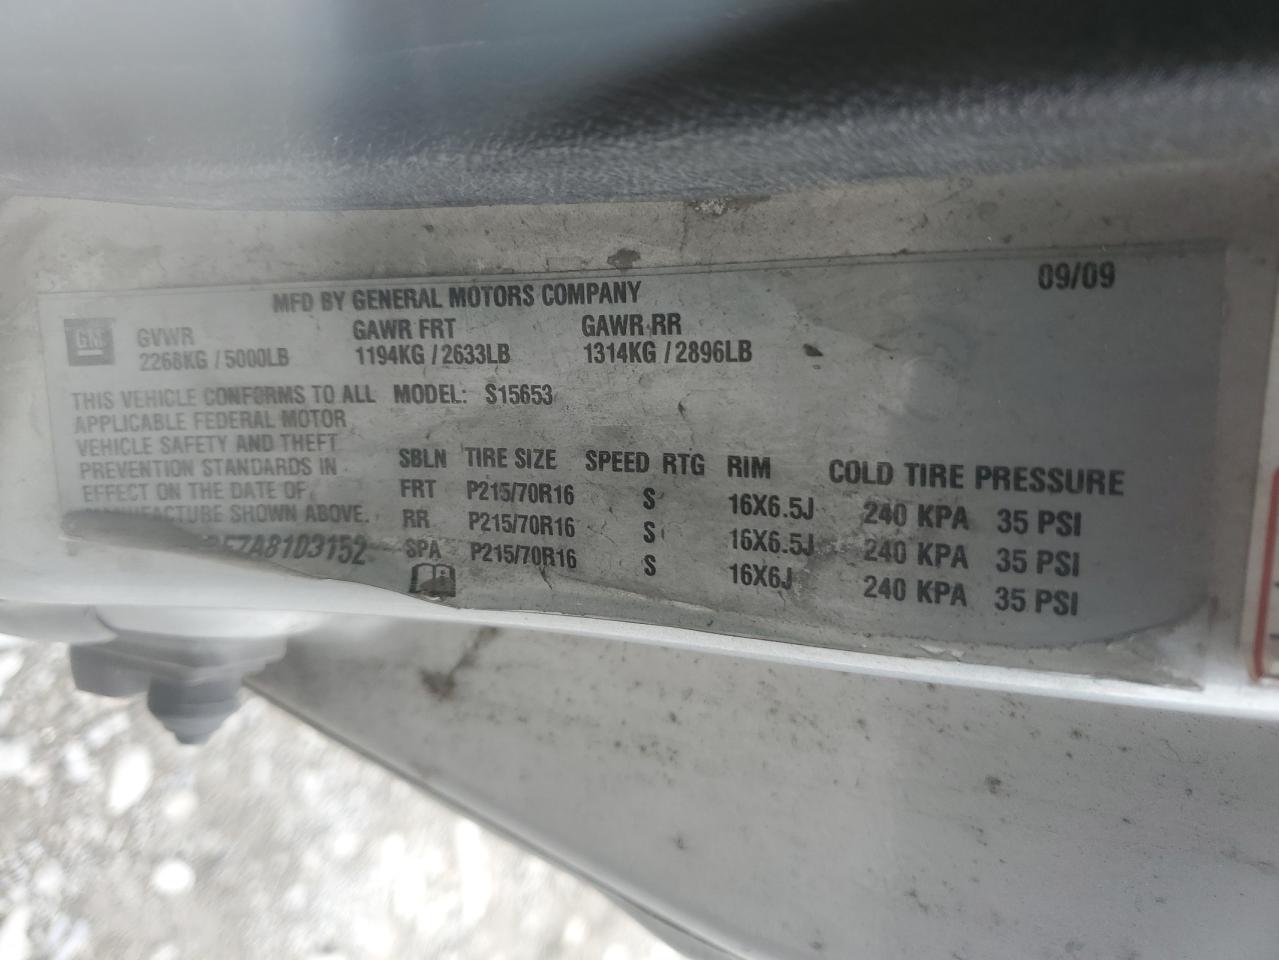 09/09
MFD BY GENERAL MOTORS COMPANY
GM GVWR GAWR FRT GAWR RR
2268KG / 5000LB 1194KG / 2633LB 1314KG / 2896LB
THIS VEHICLE CONFORMS TO ALL MODEL: S15653
APPLICABLE FEDERAL MOTOR
VEHICLE SAFETY AND THEFT
PREVENTION STANDARDS IN
EFFECT ON THE DATE OF
MANUFACTURE SHOWN ABOVE.
7A8103152
SBLN TIRE SIZE SPEED RTG RIM COLD TIRE PRESSURE
FRT P215/70R16 S 16X6.5J 240 KPA 35 PSI
RR P215/70R16 S 16X6.5J 240 KPA 35 PSI
SPA P215/70R16 S 16X6J 240 KPA 35 PSI